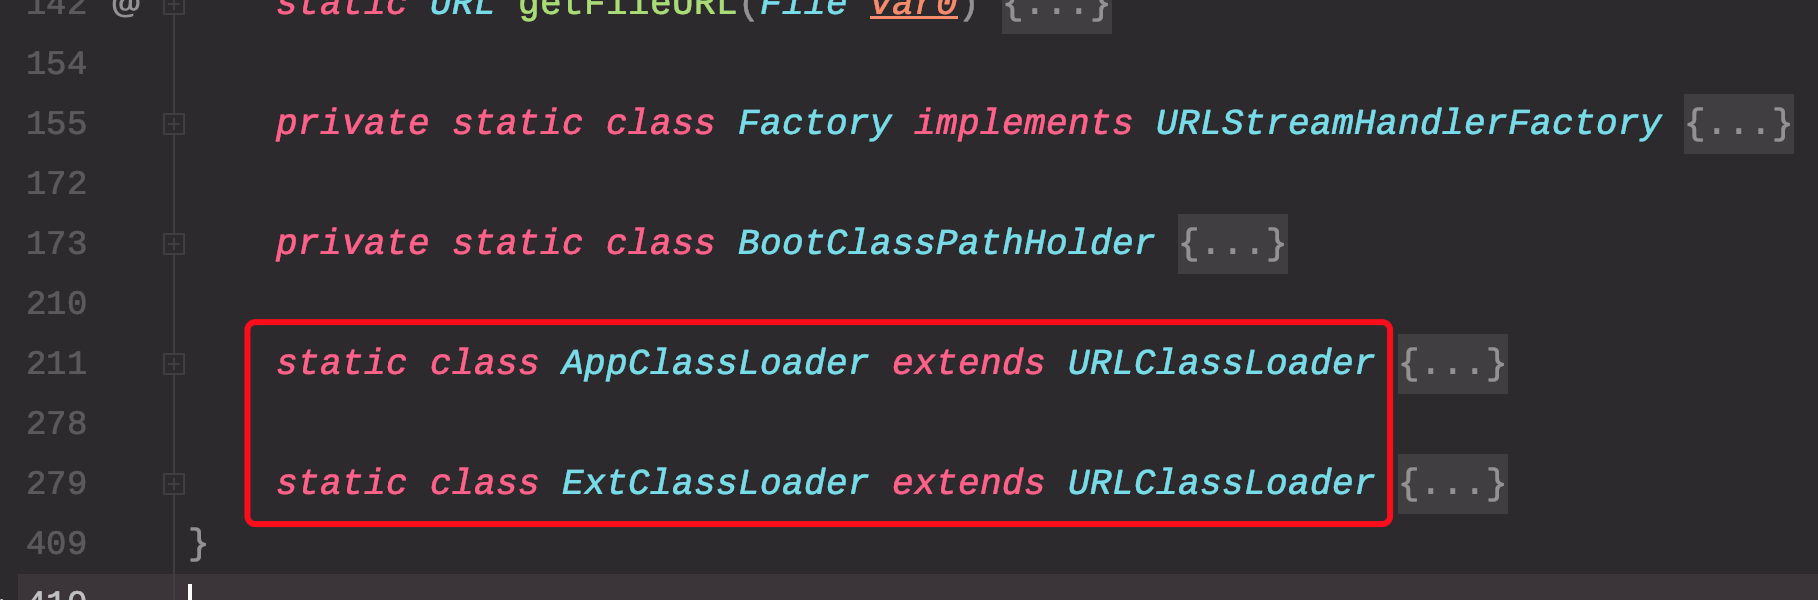 142 @ static URL getFileURL(File var0) {...}
154
155 private static class Factory implements URLStreamHandlerFactory {...}
172
173 private static class BootClassPathHolder {...}
210
211 static class AppClassLoader extends URLClassLoader {...}
278
279 static class ExtClassLoader extends URLClassLoader {...}
409 }
410